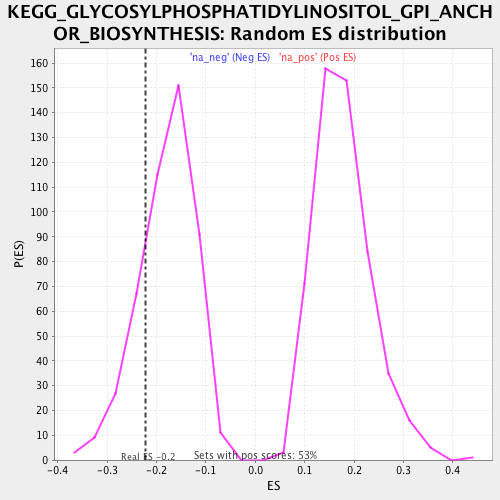 KEGG_GLYCOSYLPHOSPHATIDYLINOSITOL_GPI_ANCH
OR_BIOSYNTHESIS: Random ES distribution
'na_neg' (Neg ES) 'na_pos' (Pos ES)
160
150
140
130
120
110
100
90
80
70
60
50
40
30
20
10
0
P(ES)
Real ES -0.2
Sets with pos scores: 53%
-0.4 -0.3 -0.2 -0.1 0.0 0.1 0.2 0.3 0.4
ES